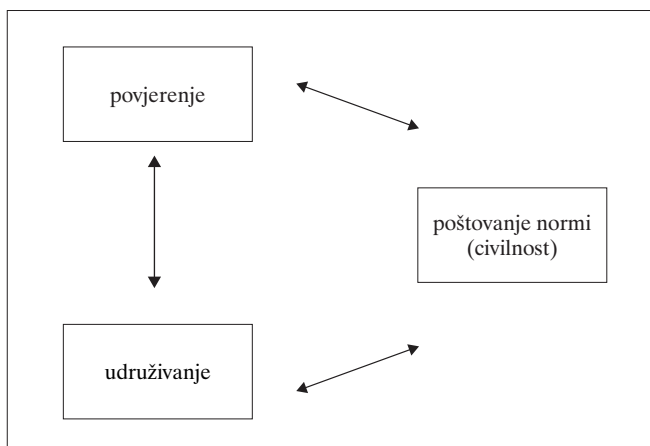 povjerenje
poštovanje normi
(civilnost)
udruživanje